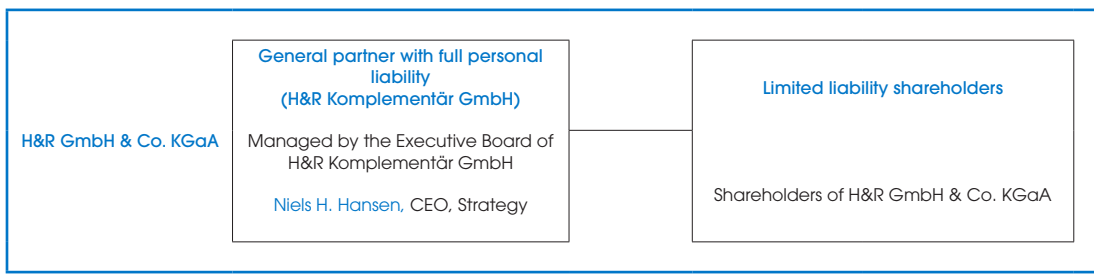 H&R GmbH & Co. KGaA
General partner with full personal
liability
(H&R Komplementär GmbH)
Managed by the Executive Board of
H&R Komplementär GmbH
Niels H. Hansen, CEO, Strategy
Limited liability shareholders
Shareholders of H&R GmbH & Co. KGaA